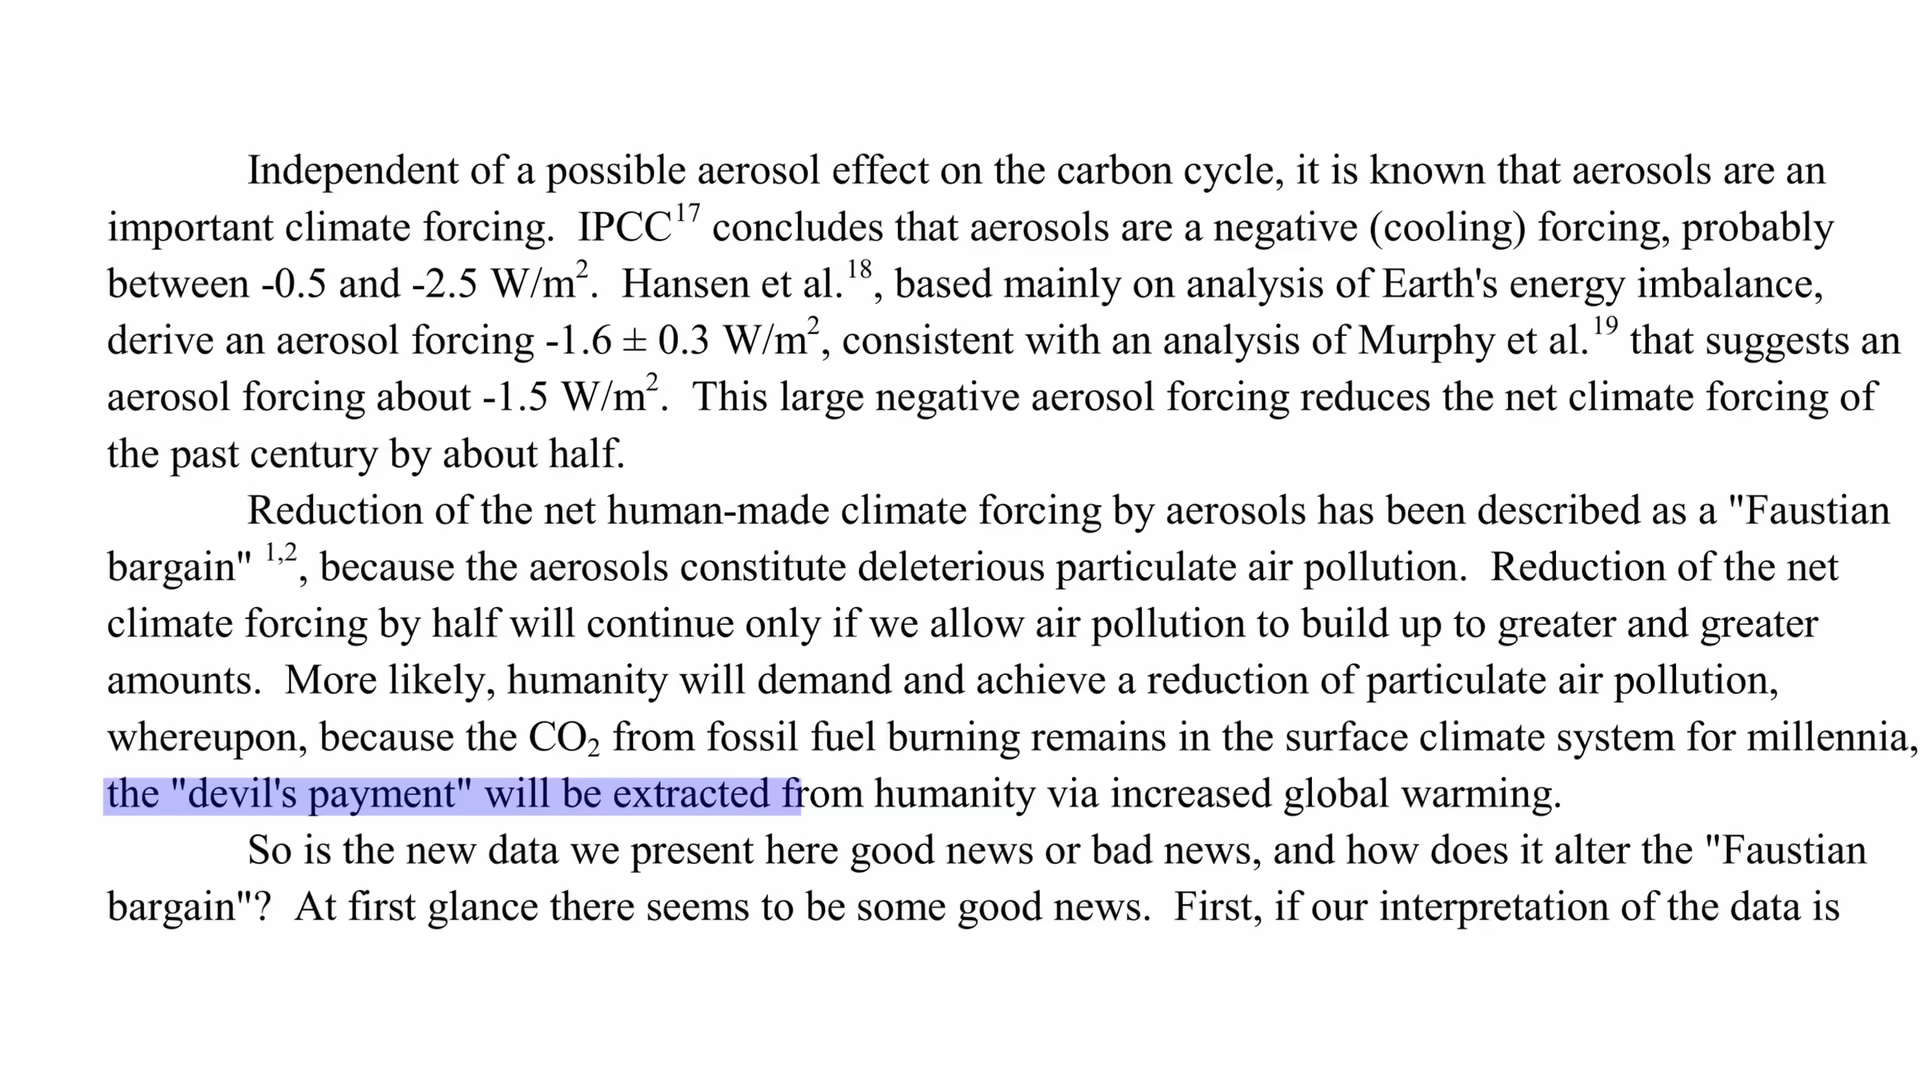 Independent of a possible aerosol effect on the carbon cycle, it is known that aerosols are an
important climate forcing.  IPCC¹⁷ concludes that aerosols are a negative (cooling) forcing, probably
between -0.5 and -2.5 W/m².  Hansen et al.¹⁸, based mainly on analysis of Earth's energy imbalance,
derive an aerosol forcing -1.6 ± 0.3 W/m², consistent with an analysis of Murphy et al.¹⁹ that suggests an
aerosol forcing about -1.5 W/m².  This large negative aerosol forcing reduces the net climate forcing of
the past century by about half.
Reduction of the net human-made climate forcing by aerosols has been described as a "Faustian
bargain" ¹,², because the aerosols constitute deleterious particulate air pollution.  Reduction of the net
climate forcing by half will continue only if we allow air pollution to build up to greater and greater
amounts.  More likely, humanity will demand and achieve a reduction of particulate air pollution,
whereupon, because the CO₂ from fossil fuel burning remains in the surface climate system for millennia,
the "devil's payment" will be extracted from humanity via increased global warming.
So is the new data we present here good news or bad news, and how does it alter the "Faustian
bargain"?  At first glance there seems to be some good news.  First, if our interpretation of the data is